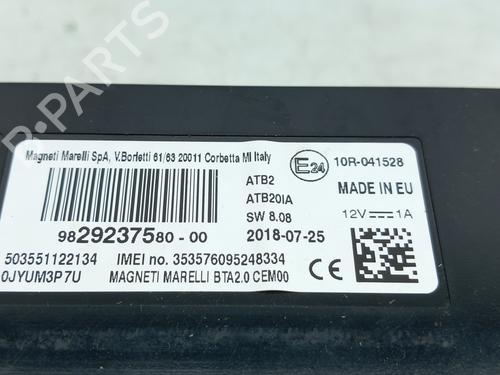 Magneti Marelli SpA, V.Borletti 61/63 20011 Corbetta MI Italy
E24
10R-041528
ATB2
ATB20IA
MADE IN EU
SW 8.08
12V 1A
9829237580-00
2018-07-25
503551122134
IMEI no. 353576095248334
0JYUM3P7U
MAGNETI MARELLI BTA2.0 CEM00
CE
B-PARTS